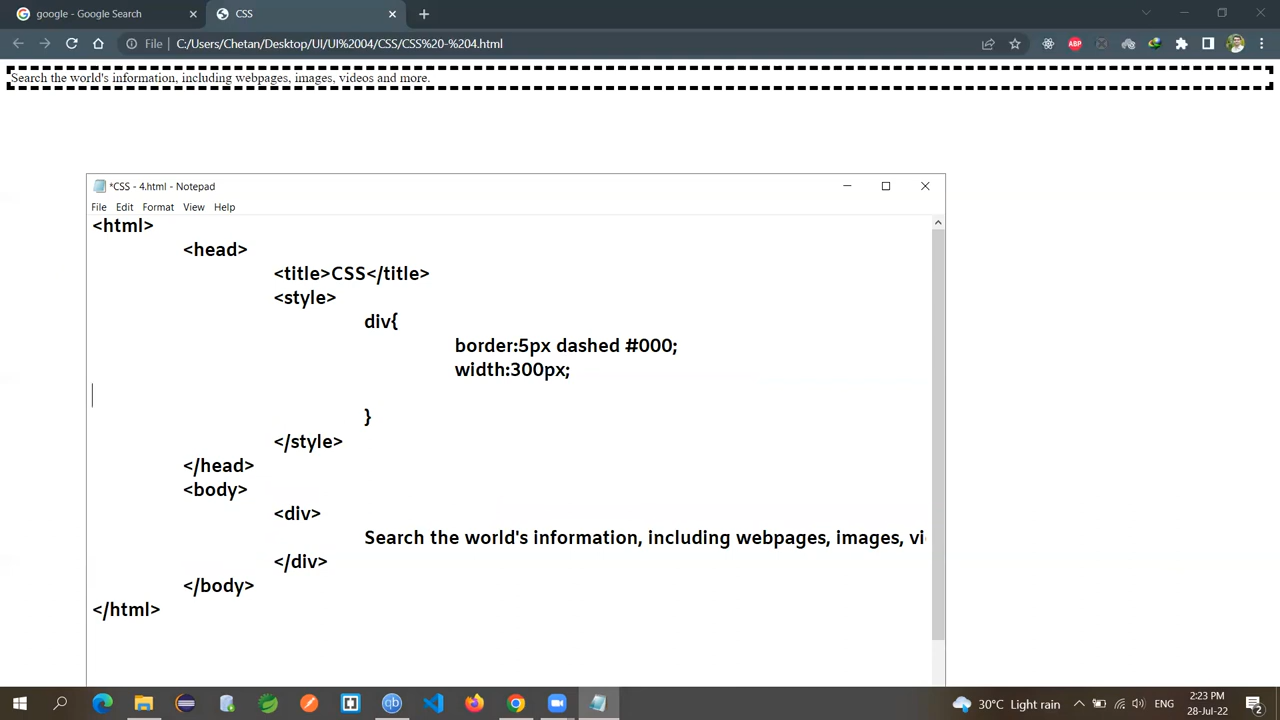 google - Google Search
CSS
File
C:/Users/Chetan/Desktop/UI/UI%2004/CSS/CSS%20-%204.html
ABP
Search the world's information, including webpages, images, videos and more.
*CSS - 4.html - Notepad
File Edit Format View Help
<html>
<head>
<title>CSS</title>
<style>
div{
border:5px dashed #000;
width:300px;
}
</style>
</head>
<body>
<div>
Search the world's information, including webpages, images, vi
</div>
</body>
</html>
qb
30°C Light rain
ENG
2:23 PM
28-Jul-22
2